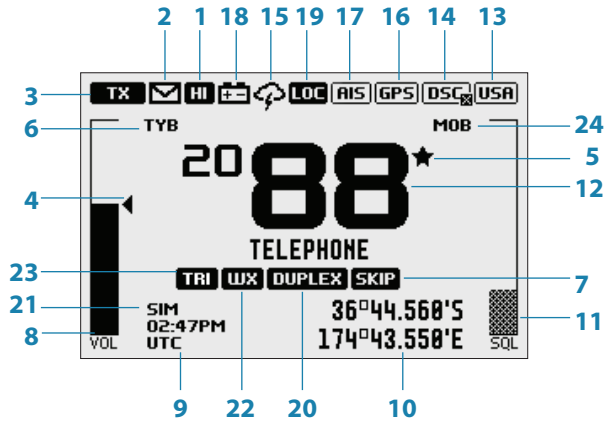 2 1 18 15 19 17 16 14 13
3 TX HI LOC AIS GPS DSC USA
6 TYB MOB 24
20 88 5
4 12
TELEPHONE
23 TRI WX DUPLEX SKIP 7
21 SIM 36°44.560'S
02:47PM 11
8 VOL UTC 174°43.550'E SQL
9 22 20 10